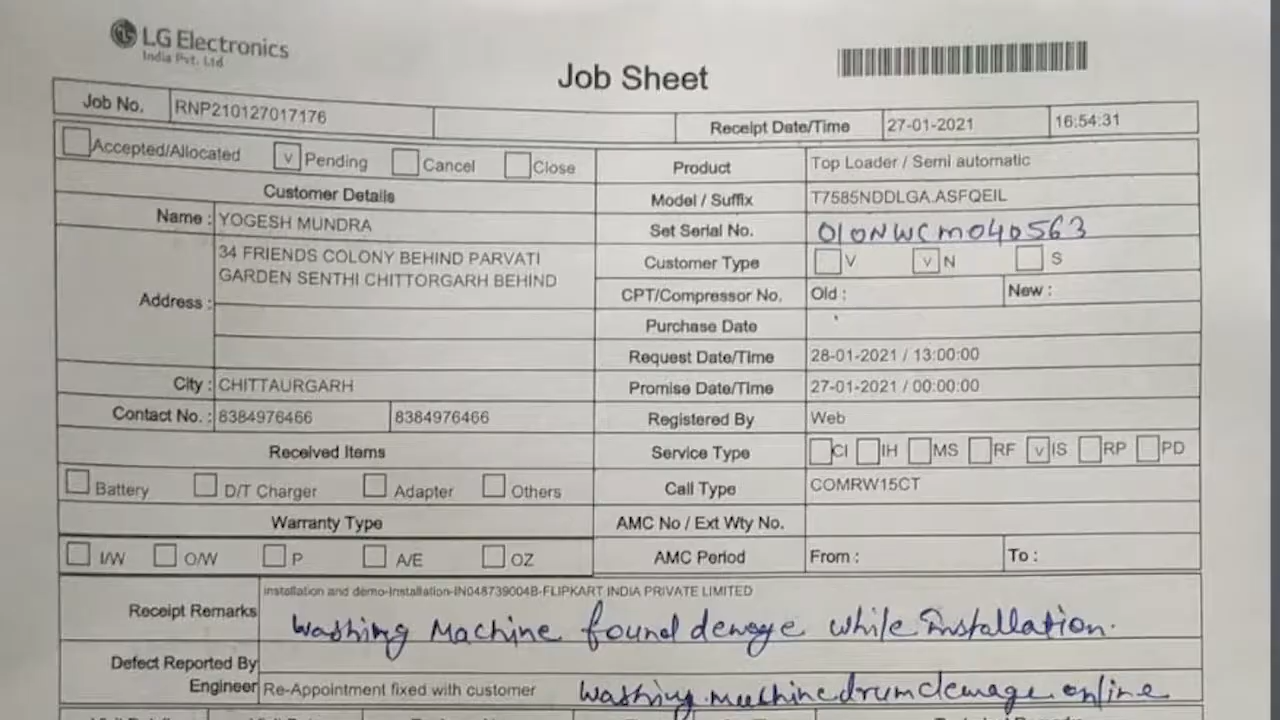 LG Electronics
India Pvt. Ltd
Job Sheet
Job No. RNP210127017176 Receipt Date/Time 27-01-2021 16:54:31
Accepted/Allocated v Pending Cancel Close
Product Top Loader / Semi automatic
Customer Details
Model / Suffix T7585NDDLGA.ASFQEIL
Name : YOGESH MUNDRA
Set Serial No. 010NWCM040563
Address : 34 FRIENDS COLONY BEHIND PARVATI
GARDEN SENTHI CHITTORGARH BEHIND
Customer Type V v N S
CPT/Compressor No. Old : New :
Purchase Date
Request Date/Time 28-01-2021 / 13:00:00
City : CHITTAURGARH
Promise Date/Time 27-01-2021 / 00:00:00
Contact No. : 8384976466 8384976466
Registered By Web
Received Items
Service Type CI IH MS RF v IS RP PD
Battery D/T Charger Adapter Others
Call Type COMRW15CT
Warranty Type
AMC No / Ext Wty No.
I/W O/W P A/E OZ
AMC Period From : To :
Receipt Remarks installation and demo-Installation-IN048739004B-FLIPKART INDIA PRIVATE LIMITED
Washing Machine found demage while Installation.
Defect Reported By
Engineer Re-Appointment fixed with customer washing machine drum demage online